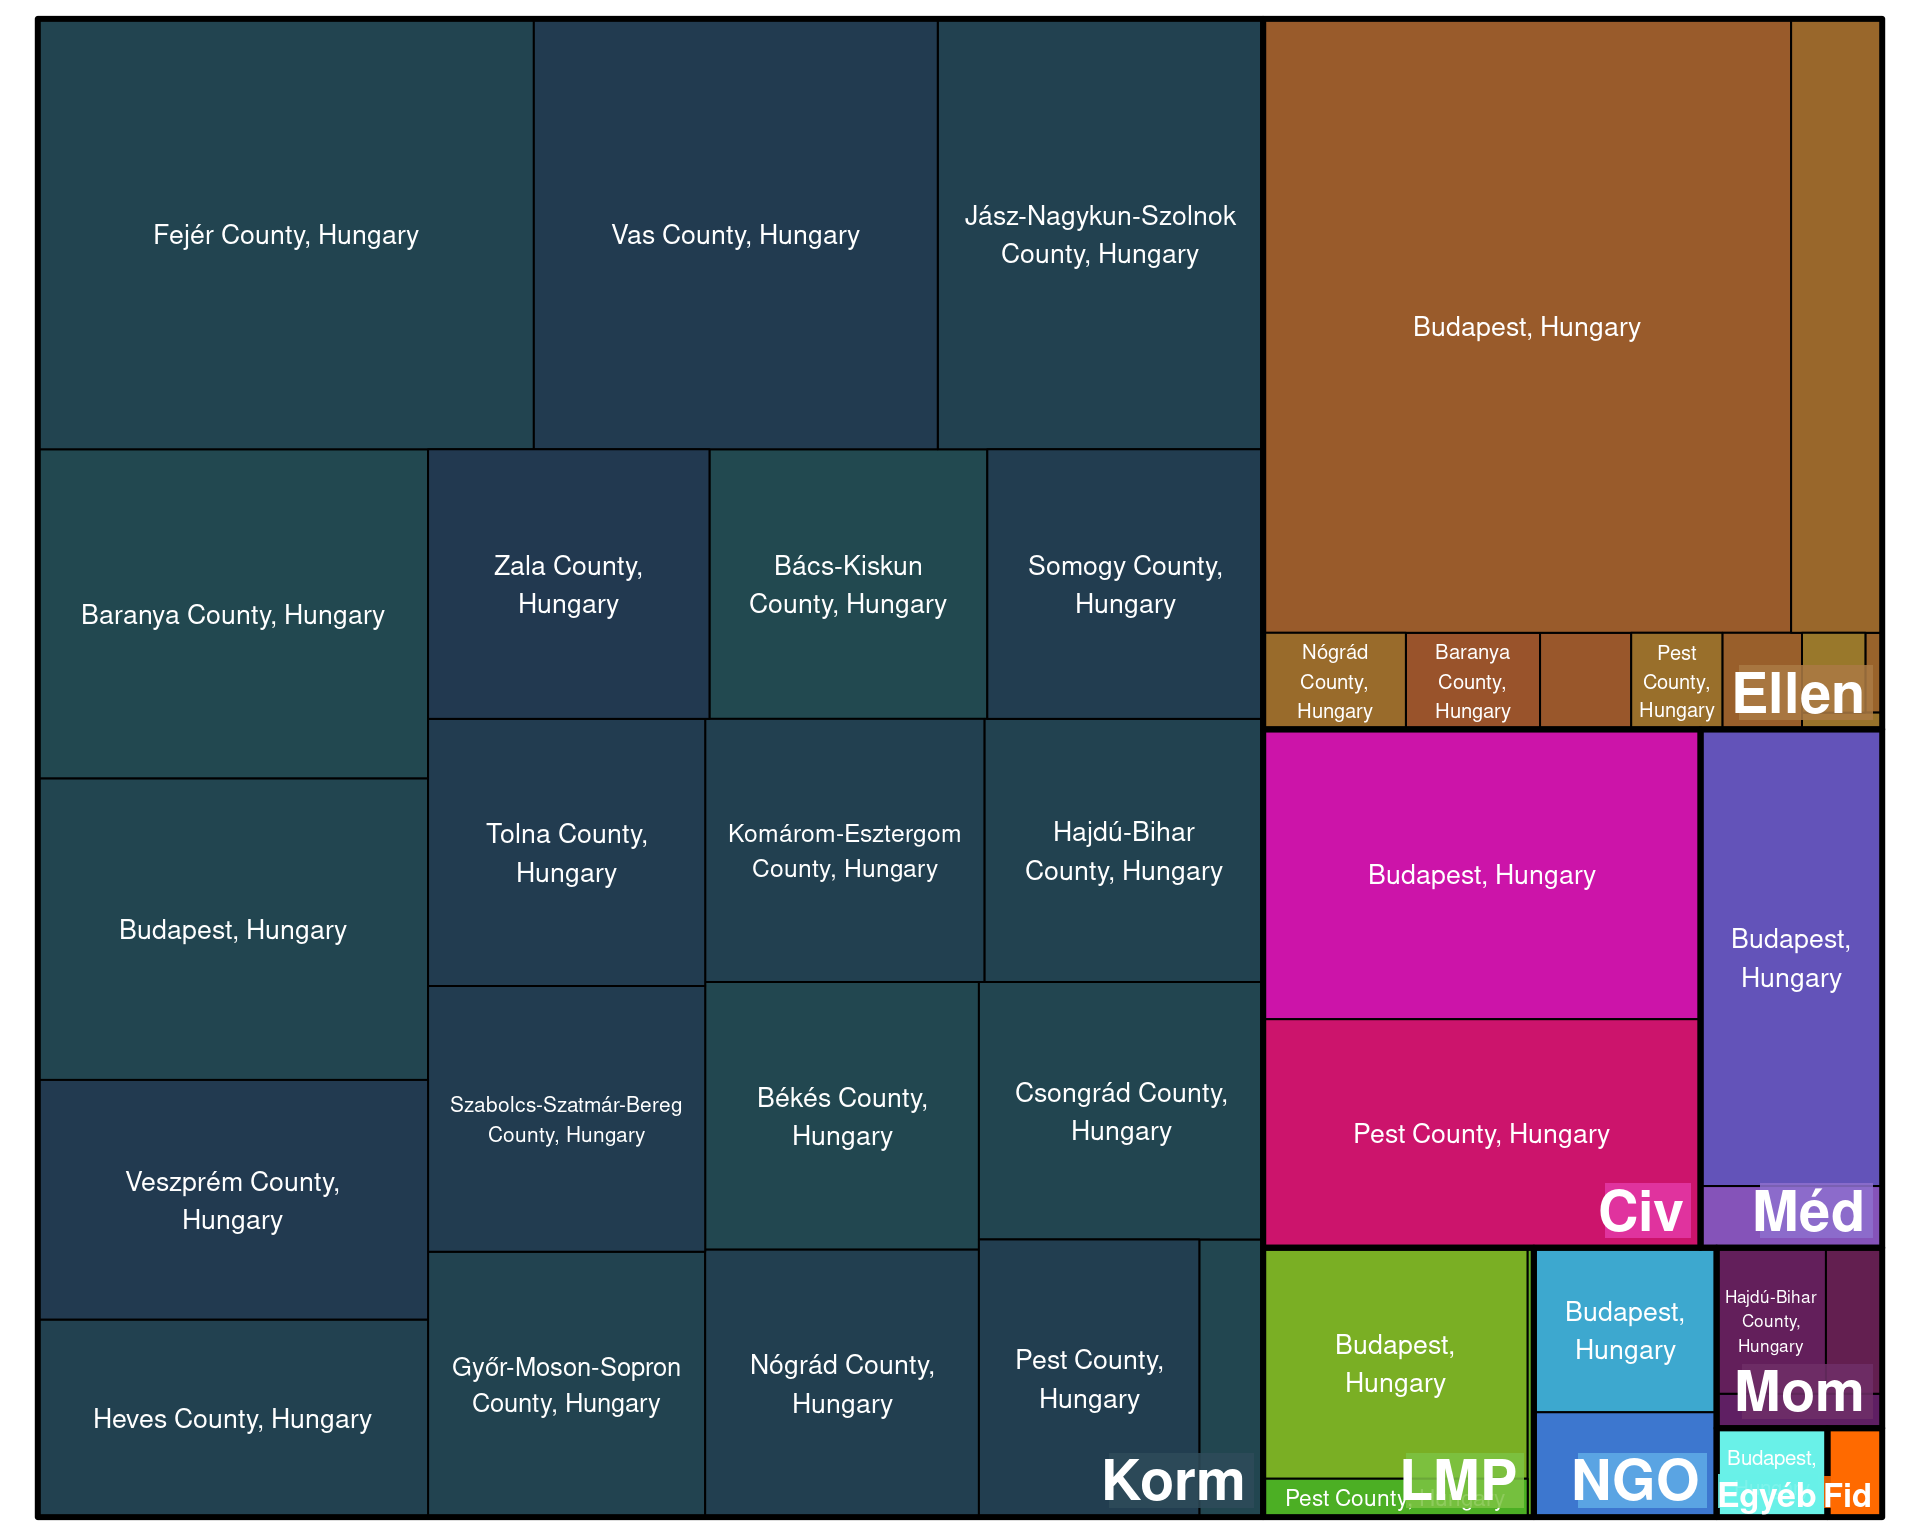 Fejér County, Hungary
Vas County, Hungary
Jász-Nagykun-Szolnok
County, Hungary
Baranya County, Hungary
Zala County,
Hungary
Bács-Kiskun
County, Hungary
Somogy County,
Hungary
Budapest, Hungary
Tolna County,
Hungary
Komárom-Esztergom
County, Hungary
Hajdú-Bihar
County, Hungary
Veszprém County,
Hungary
Szabolcs-Szatmár-Bereg
County, Hungary
Békés County,
Hungary
Csongrád County,
Hungary
Heves County, Hungary
Győr-Moson-Sopron
County, Hungary
Nógrád County,
Hungary
Pest County,
Hungary
Korm
Budapest, Hungary
Nógrád
County,
Hungary
Baranya
County,
Hungary
Pest
County,
Hungary
Ellen
Budapest, Hungary
Pest County, Hungary
Civ
Budapest,
Hungary
Méd
Budapest,
Hungary
Pest County, Hungary
LMP
Budapest,
Hungary
NGO
Hajdú-Bihar
County,
Hungary
Mom
Budapest,
Egyéb
Fid